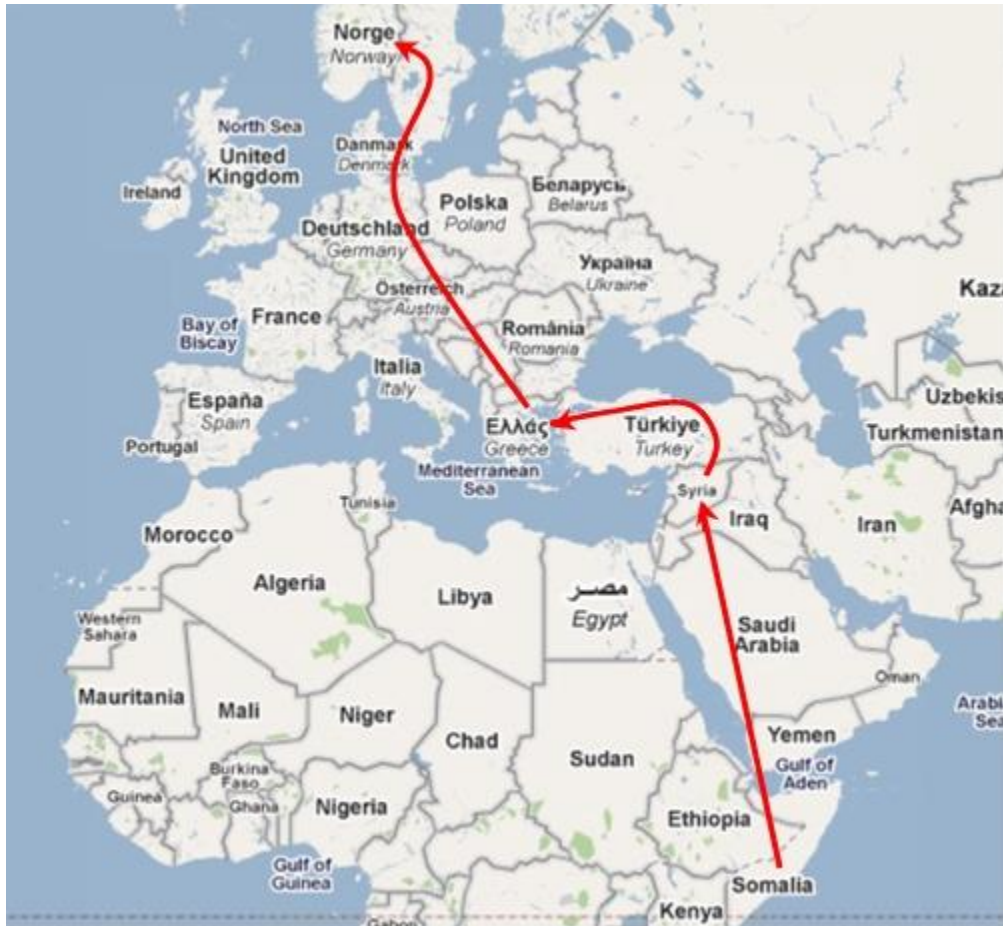 Norge
Norway
North Sea
United
Kingdom
Ireland
Danmark
Denmark
Polska
Poland
Беларусь
Belarus
Deutschland
Germany
Україна
Ukraine
Österreich
Austria
France
Bay of
Biscay
România
Romania
Italia
Italy
España
Spain
Portugal
Ελλάς
Greece
Türkiye
Turkey
Kaza
Uzbekis
Turkmenistan
Mediterranean
Sea
Tunisia
Syria
Iraq
Iran
Afgha
Morocco
Algeria
Libya
مصر
Egypt
Western
Sahara
Saudi
Arabia
Oman
Mauritania
Mali
Niger
Chad
Sudan
Yemen
Arabi
Sea
Gulf of
Aden
Burkina
Faso
Guinea
Ghana
Nigeria
Ethiopia
Gulf of
Guinea
Somalia
Kenya
Gabon